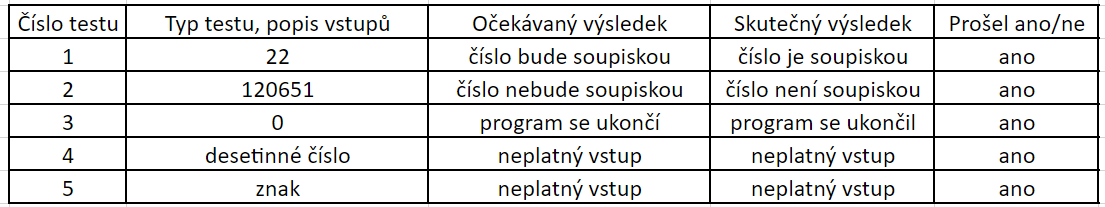 Číslo testu Typ testu, popis vstupů Očekávaný výsledek Skutečný výsledek Prošel ano/ne
1 22 číslo bude soupiskou číslo je soupiskou ano
2 120651 číslo nebude soupiskou číslo není soupiskou ano
3 0 program se ukončí program se ukončil ano
4 desetinné číslo neplatný vstup neplatný vstup ano
5 znak neplatný vstup neplatný vstup ano